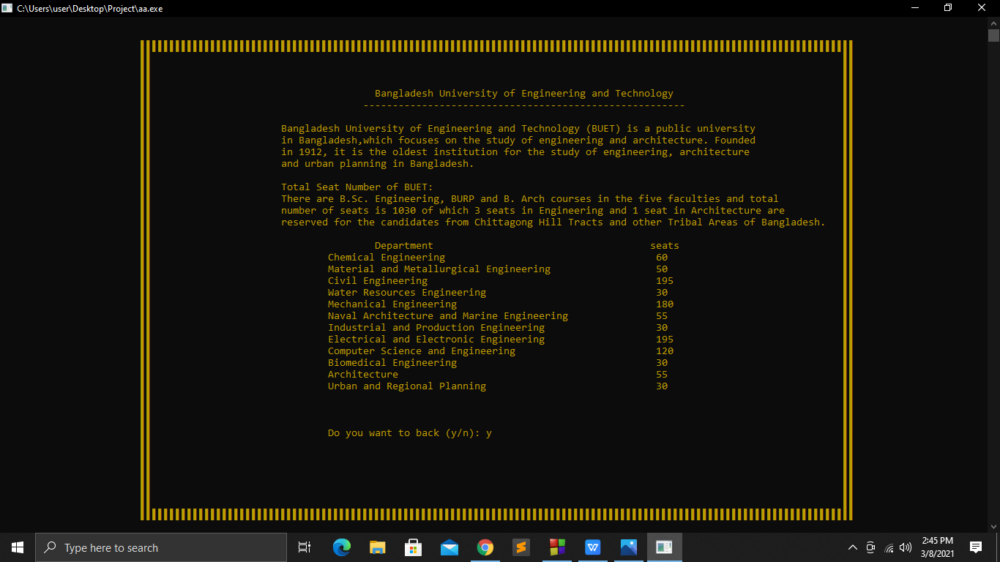 C:\Users\user\Desktop\Project\aa.exe
Bangladesh University of Engineering and Technology
-------------------------------------------------------
Bangladesh University of Engineering and Technology (BUET) is a public university
in Bangladesh,which focuses on the study of engineering and architecture. Founded
in 1912, it is the oldest institution for the study of engineering, architecture
and urban planning in Bangladesh.
Total Seat Number of BUET:
There are B.Sc. Engineering, BURP and B. Arch courses in the five faculties and total
number of seats is 1030 of which 3 seats in Engineering and 1 seat in Architecture are
reserved for the candidates from Chittagong Hill Tracts and other Tribal Areas of Bangladesh.
Department seats
Chemical Engineering 60
Material and Metallurgical Engineering 50
Civil Engineering 195
Water Resources Engineering 30
Mechanical Engineering 180
Naval Architecture and Marine Engineering 55
Industrial and Production Engineering 30
Electrical and Electronic Engineering 195
Computer Science and Engineering 120
Biomedical Engineering 30
Architecture 55
Urban and Regional Planning 30
Do you want to back (y/n): y
Type here to search
2:45 PM
3/8/2021